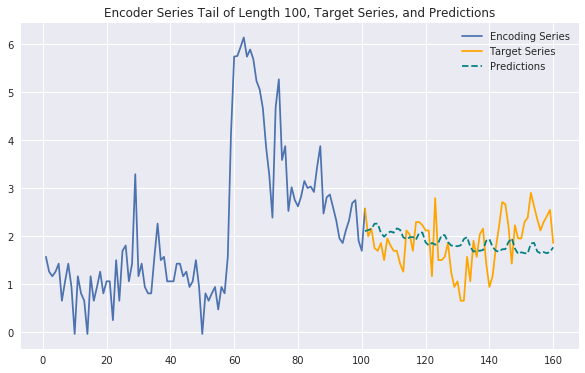 Encoder Series Tail of Length 100, Target Series, and Predictions
Encoding Series
Target Series
Predictions
6
5
4
3
2
1
0
0 20 40 60 80 100 120 140 160